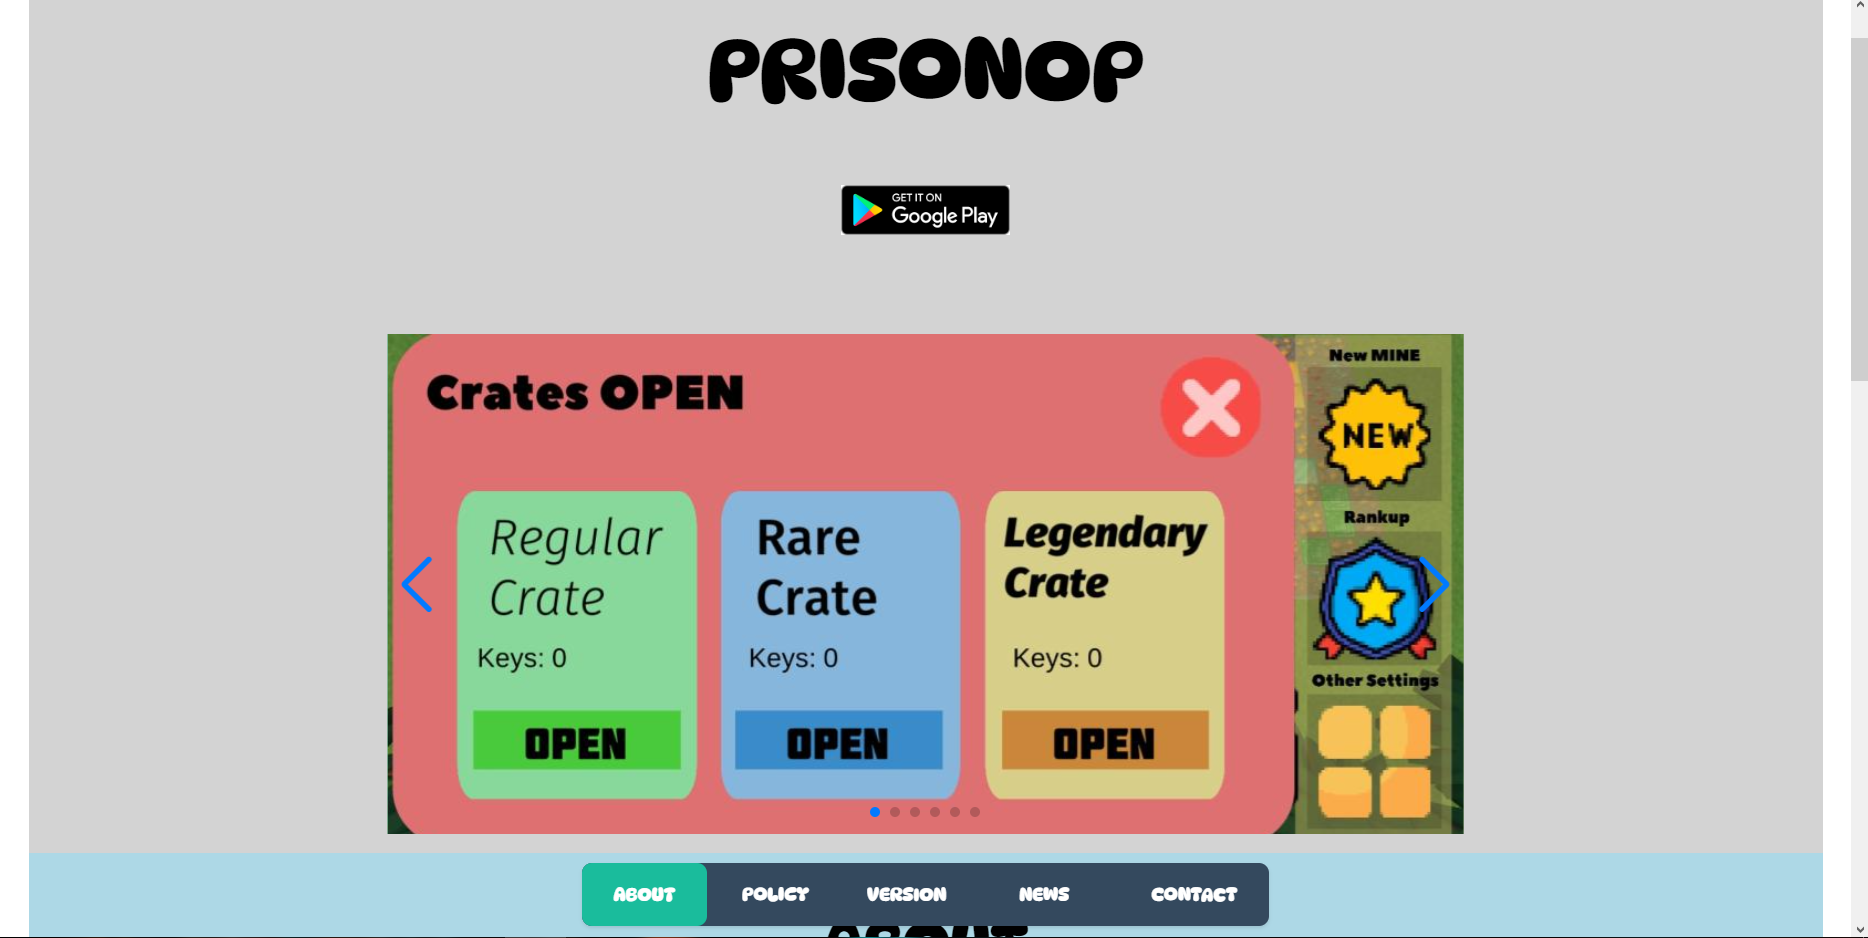 PRISONOP
GET IT ON
Google Play
Crates OPEN
New MINE
NEW
Rankup
Other Settings
Regular
Crate
Keys: 0
OPEN
Rare
Crate
Keys: 0
OPEN
Legendary
Crate
Keys: 0
OPEN
ABOUT
POLICY
VERSION
NEWS
CONTACT
ABOUT